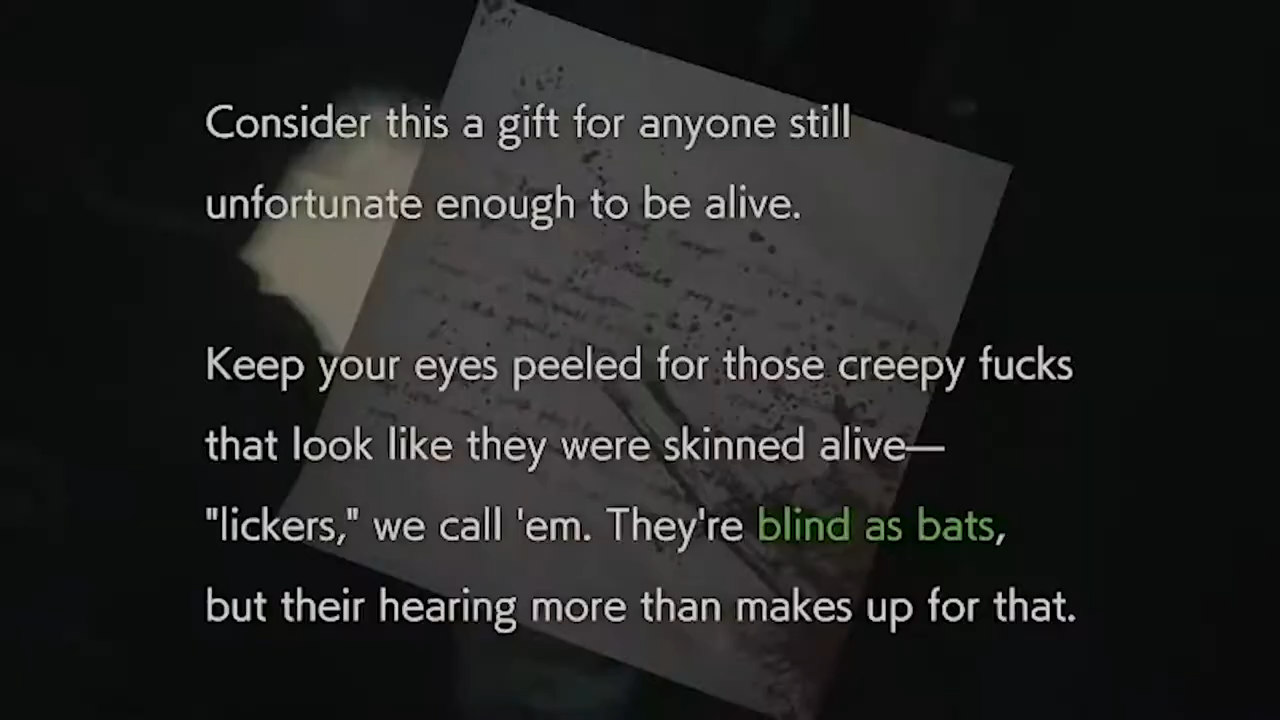 Consider this a gift for anyone still
unfortunate enough to be alive.
Keep your eyes peeled for those creepy fucks
that look like they were skinned alive—
"lickers," we call 'em. They're blind as bats,
but their hearing more than makes up for that.